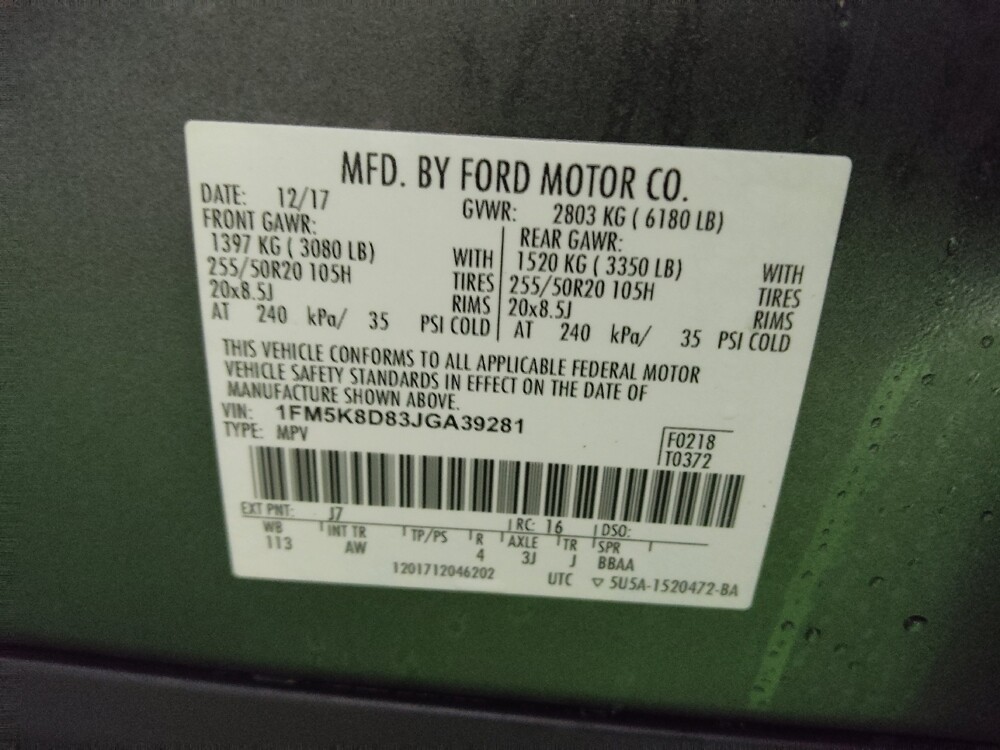 MFD. BY FORD MOTOR CO.
DATE: 12/17 GVWR: 2803 KG ( 6180 LB)
FRONT GAWR: REAR GAWR:
1397 KG ( 3080 LB) WITH 1520 KG ( 3350 LB) WITH
255/50R20 105H TIRES 255/50R20 105H TIRES
20x8.5J RIMS 20x8.5J RIMS
AT 240 kPa/ 35 PSI COLD AT 240 kPa/ 35 PSI COLD
THIS VEHICLE CONFORMS TO ALL APPLICABLE FEDERAL MOTOR
VEHICLE SAFETY STANDARDS IN EFFECT ON THE DATE OF
MANUFACTURE SHOWN ABOVE.
VIN: 1FM5K8D83JGA39281
TYPE: MPV
F0218
T0372
EXT PNT: J7 RC: 16 DSO:
WB INT TR TP/PS R AXLE TR SPR
113 AW 4 3J J BBAA
1201712046202 UTC ▽ 5U5A-1520472-BA